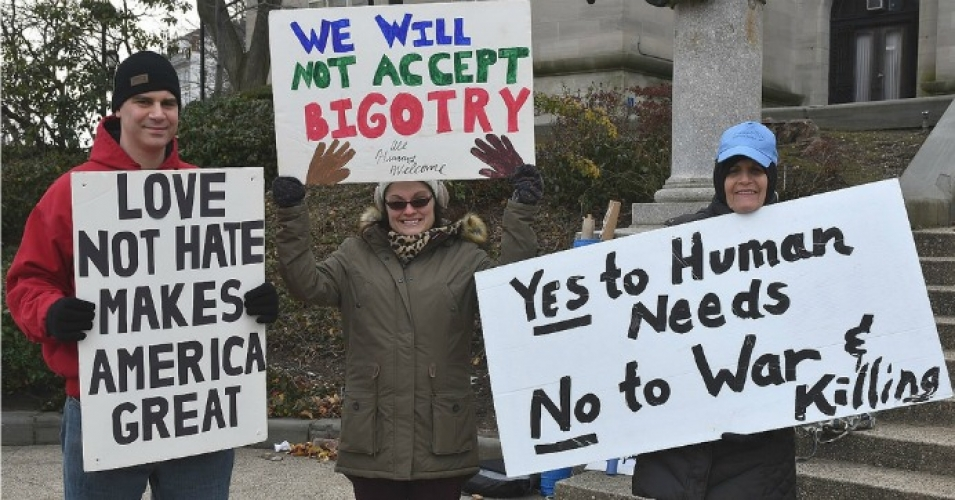 LOVE
NOT HATE
MAKES
AMERICA
GREAT
WE WILL
NOT ACCEPT
BIGOTRY
All
Humans
Welcome
YES to Human
Needs
No to War &
Killing